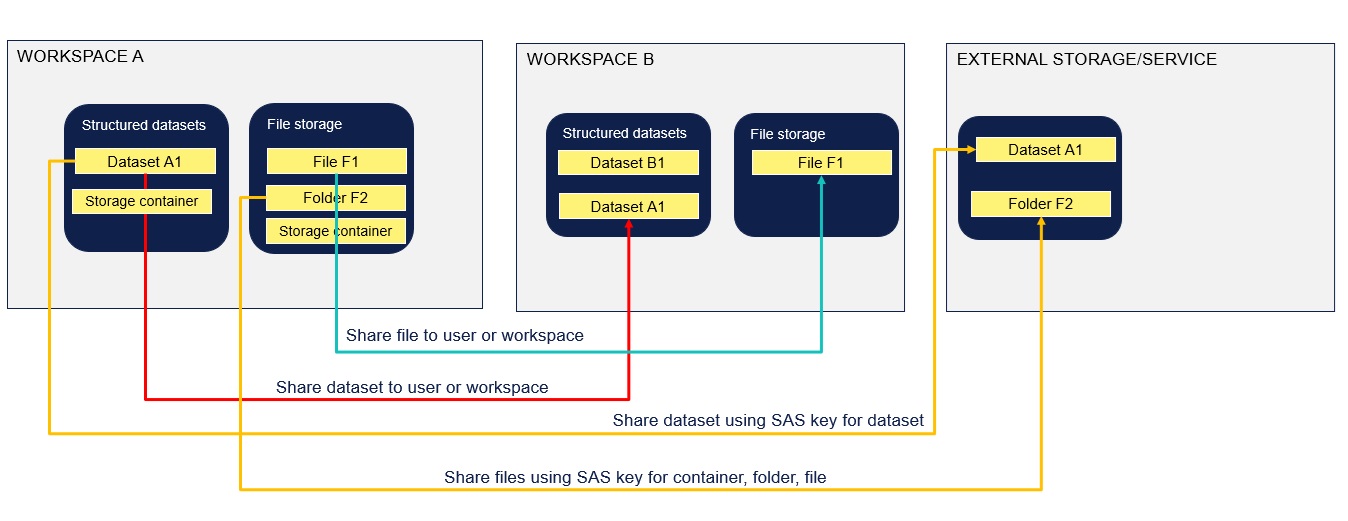 WORKSPACE A
Structured datasets
Dataset A1
Storage container
File storage
File F1
Folder F2
Storage container
WORKSPACE B
Structured datasets
Dataset B1
Dataset A1
File storage
File F1
EXTERNAL STORAGE/SERVICE
Dataset A1
Folder F2
Share file to user or workspace
Share dataset to user or workspace
Share dataset using SAS key for dataset
Share files using SAS key for container, folder, file